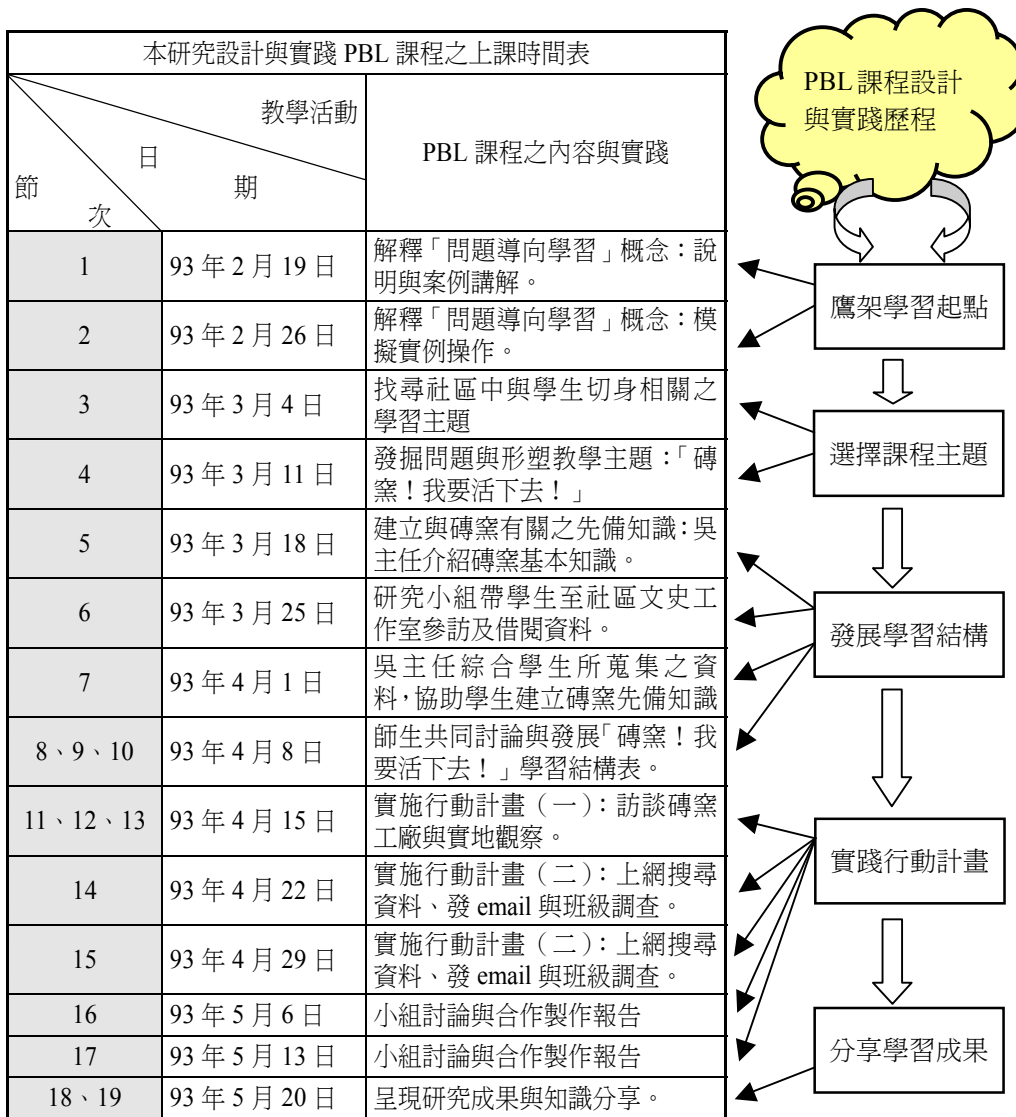 本研究設計與實踐 PBL 課程之上課時間表
教學活動
日
期
節
次
PBL 課程之內容與實踐
1
93 年 2 月 19 日
解釋「問題導向學習」概念：說
明與案例講解。
2
93 年 2 月 26 日
解釋「問題導向學習」概念：模
擬實例操作。
3
93 年 3 月 4 日
找尋社區中與學生切身相關之
學習主題
4
93 年 3 月 11 日
發掘問題與形塑教學主題：「磚
窯！我要活下去！」
5
93 年 3 月 18 日
建立與磚窯有關之先備知識：吳
主任介紹磚窯基本知識。
6
93 年 3 月 25 日
研究小組帶學生至社區文史工
作室參訪及借閱資料。
7
93 年 4 月 1 日
吳主任綜合學生所蒐集之資
料，協助學生建立磚窯先備知識
8、9、10
93 年 4 月 8 日
師生共同討論與發展「磚窯！我
要活下去！」學習結構表。
11、12、13
93 年 4 月 15 日
實施行動計畫（一）：訪談磚窯
工廠與實地觀察。
14
93 年 4 月 22 日
實施行動計畫（二）：上網搜尋
資料、發 email 與班級調查。
15
93 年 4 月 29 日
實施行動計畫（二）：上網搜尋
資料、發 email 與班級調查。
16
93 年 5 月 6 日
小組討論與合作製作報告
17
93 年 5 月 13 日
小組討論與合作製作報告
18、19
93 年 5 月 20 日
呈現研究成果與知識分享。
PBL 課程設計
與實踐歷程
鷹架學習起點
選擇課程主題
發展學習結構
實踐行動計畫
分享學習成果